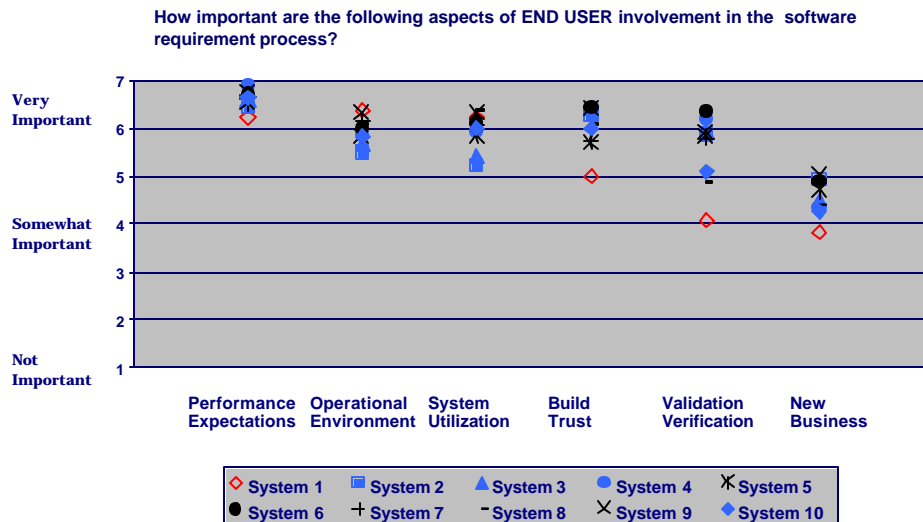 How important are the following aspects of END USER involvement in the software
requirement process?
7
Very
Important
6
5
Somewhat
Important
4
3
2
Not
Important
1
Performance
Expectations
Operational
Environment
System
Utilization
Build
Trust
Validation
Verification
New
Business
System 1 System 2 System 3 System 4 System 5
System 6 System 7 System 8 System 9 System 10